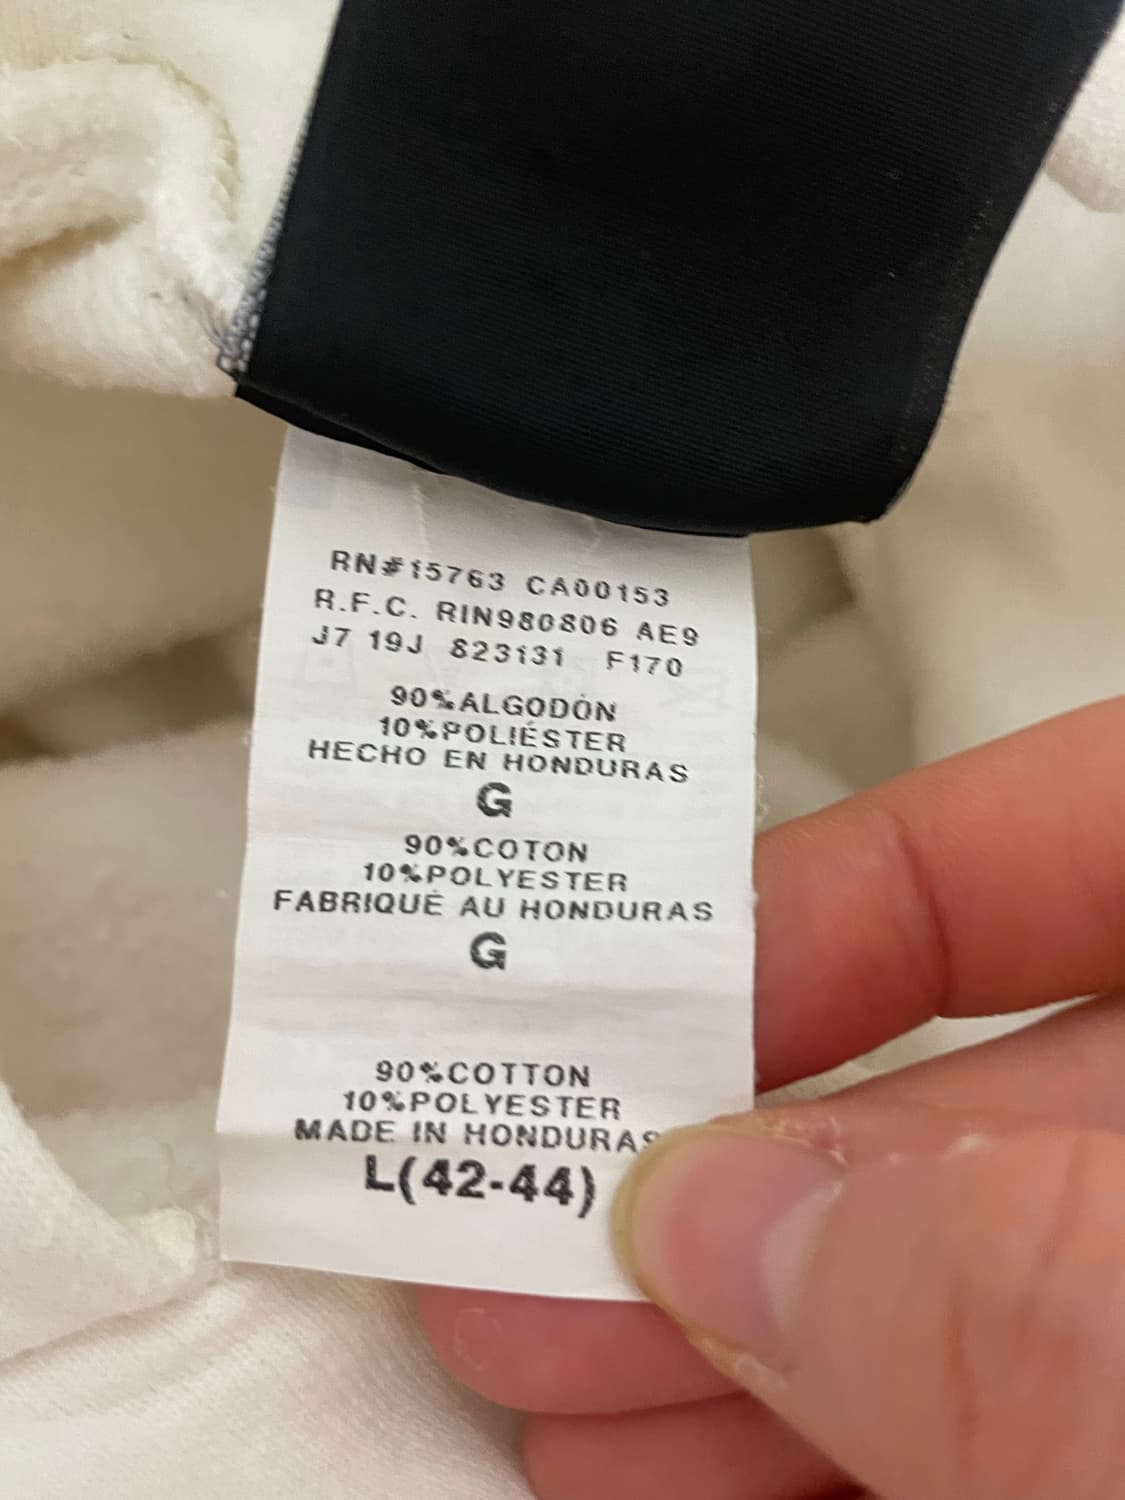 RN#15763 CA00153
R.F.C. RIN980806 AE9
J7 19J 823131 F170
90%ALGODÓN
10%POLIÉSTER
HECHO EN HONDURAS
G
90%COTON
10%POLYESTER
FABRIQUÉ AU HONDURAS
G
90%COTTON
10%POLYESTER
MADE IN HONDURAS
L(42-44)